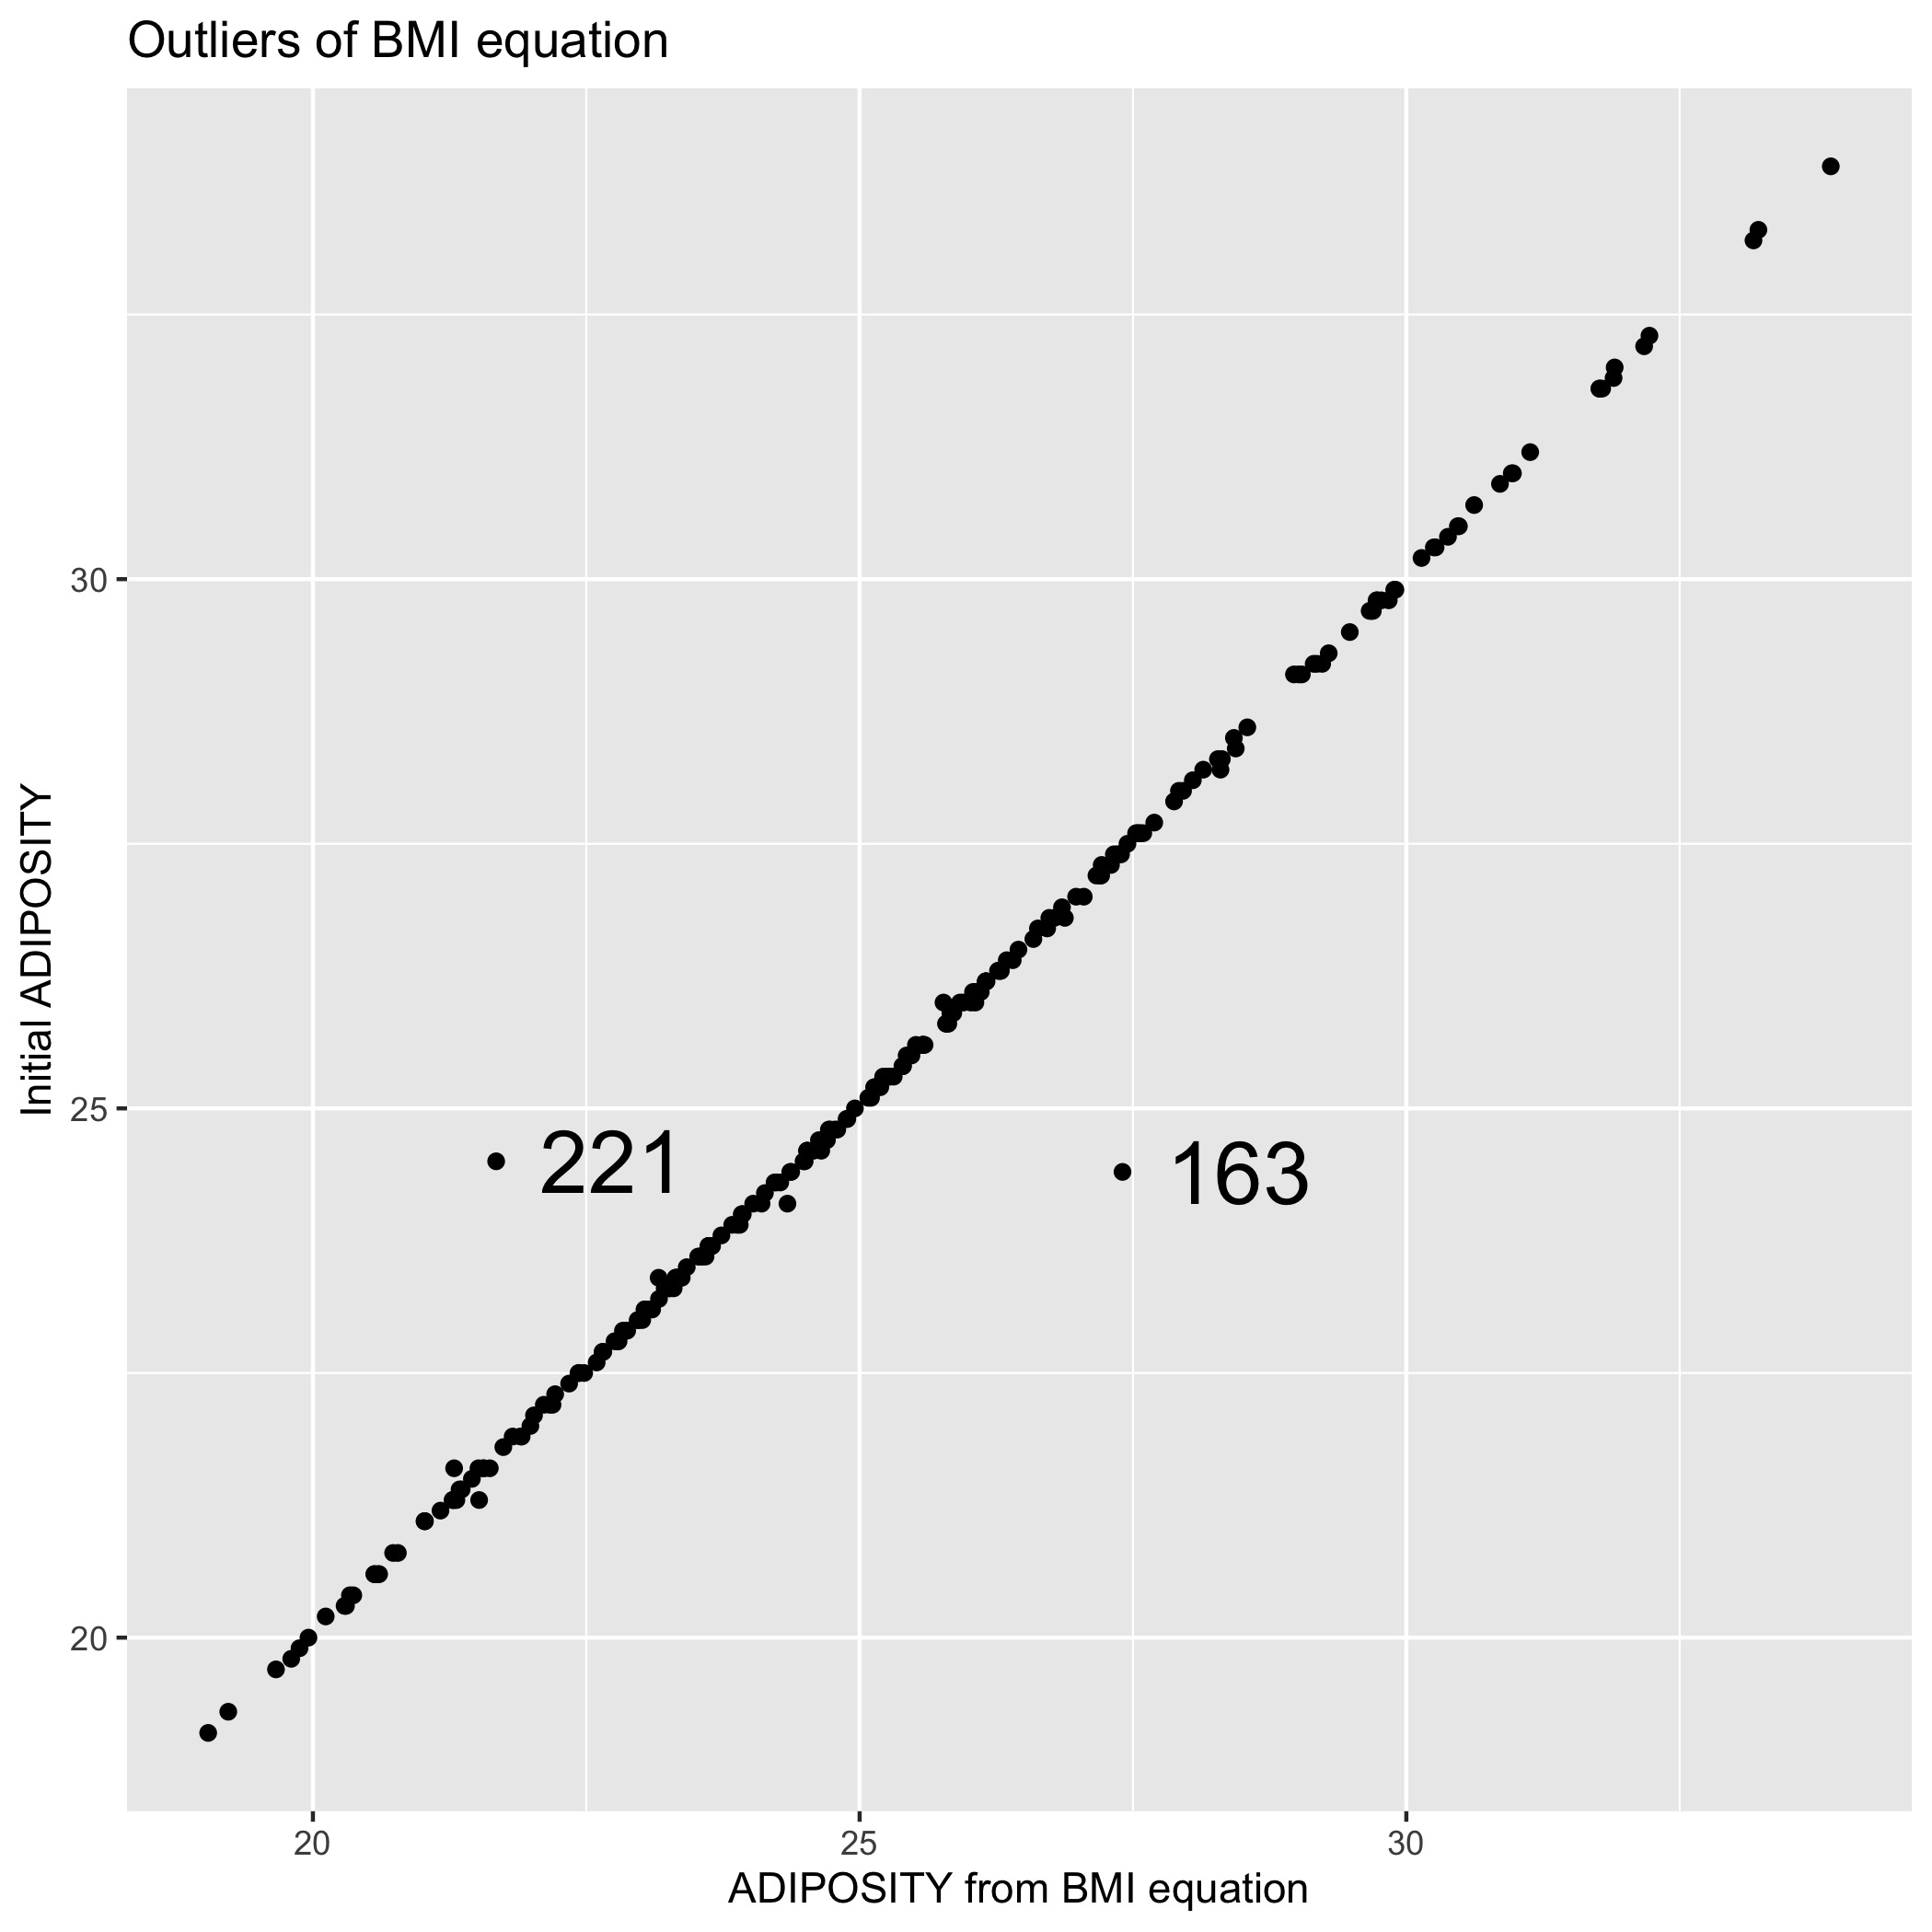 Outliers of BMI equation
Initial ADIPOSITY
30
25
20
221
163
20 25 30
ADIPOSITY from BMI equation